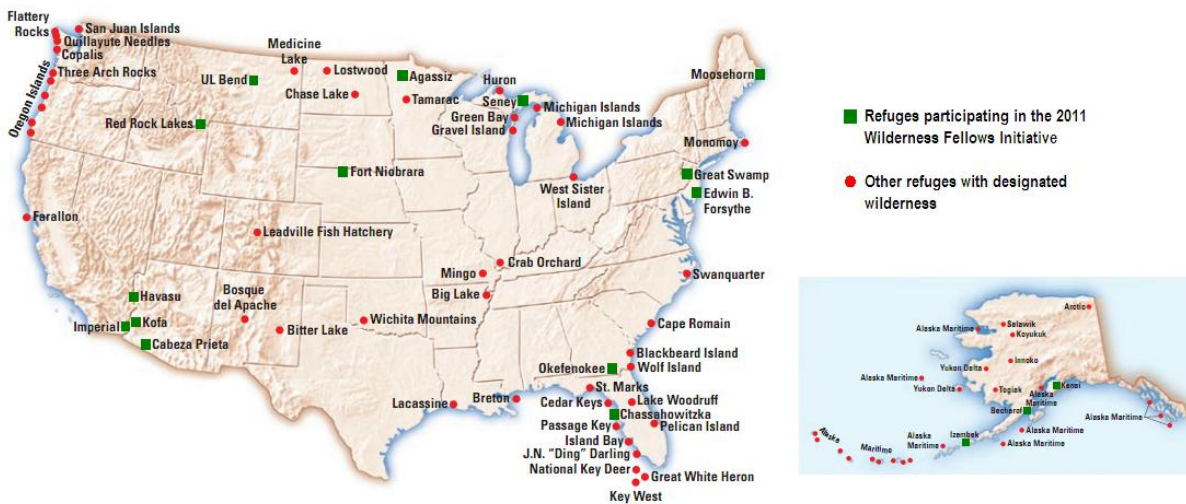 Flattery
Rocks
San Juan Islands
Quillayute Needles
Copalis
Three Arch Rocks
Oregon Islands
UL Bend
Red Rock Lakes
Medicine
Lake
Lostwood
Chase Lake
Agassiz
Tamarac
Huron
Seney
Green Bay
Gravel Island
Michigan Islands
Michigan Islands
Moosehorn
Monomoy
Great Swamp
Edwin B.
Forsythe
Fort Niobrara
West Sister
Island
Farallon
Leadville Fish Hatchery
Crab Orchard
Mingo
Big Lake
Swanquarter
Havasu
Bosque
del Apache
Imperial
Kofa
Cabeza Prieta
Bitter Lake
Wichita Mountains
Cape Romain
Blackbeard Island
Wolf Island
Okefenokee
St. Marks
Lacassine
Breton
Cedar Keys
Lake Woodruff
Chassahowitzka
Passage Key
Pelican Island
Island Bay
J.N. "Ding" Darling
National Key Deer
Great White Heron
Key West
Refuges participating in the 2011
Wilderness Fellows Initiative
Other refuges with designated
wilderness
Arctic
Alaska Maritime
Selawik
Koyukuk
Innoko
Yukon Delta
Alaska Maritime
Yukon Delta
Togiak
Alaska
Maritime
Kenai
Becharof
Alaska Maritime
Izembek
Alaska
Maritime
Alaska Maritime
Alaska Maritime
Alaska
Maritime